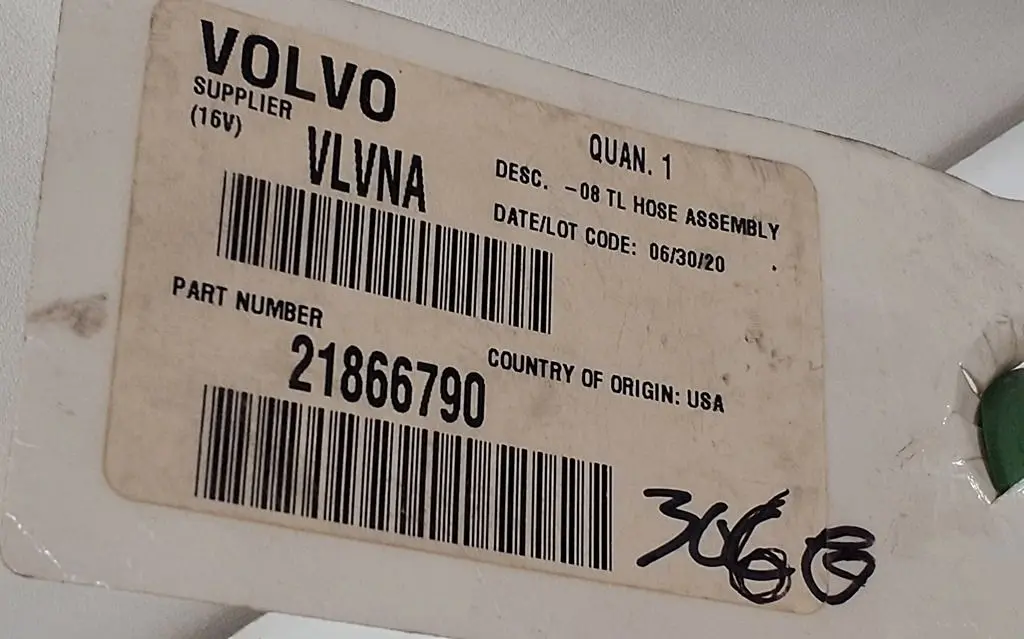 VOLVO
SUPPLIER
(16V)
VLVNA
QUAN. 1
DESC. -08 TL HOSE ASSEMBLY
DATE/LOT CODE: 06/30/20
PART NUMBER
21866790
COUNTRY OF ORIGIN: USA